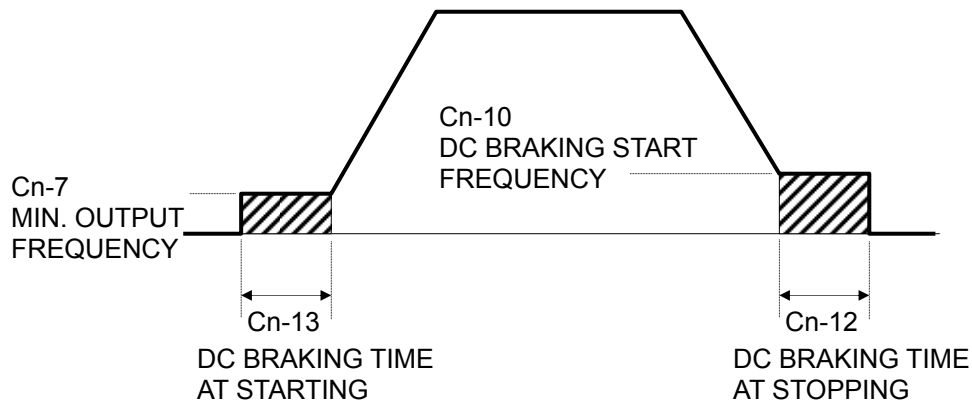 Cn-10
DC BRAKING START
FREQUENCY
Cn-7
MIN. OUTPUT
FREQUENCY
Cn-13
DC BRAKING TIME
AT STARTING
Cn-12
DC BRAKING TIME
AT STOPPING